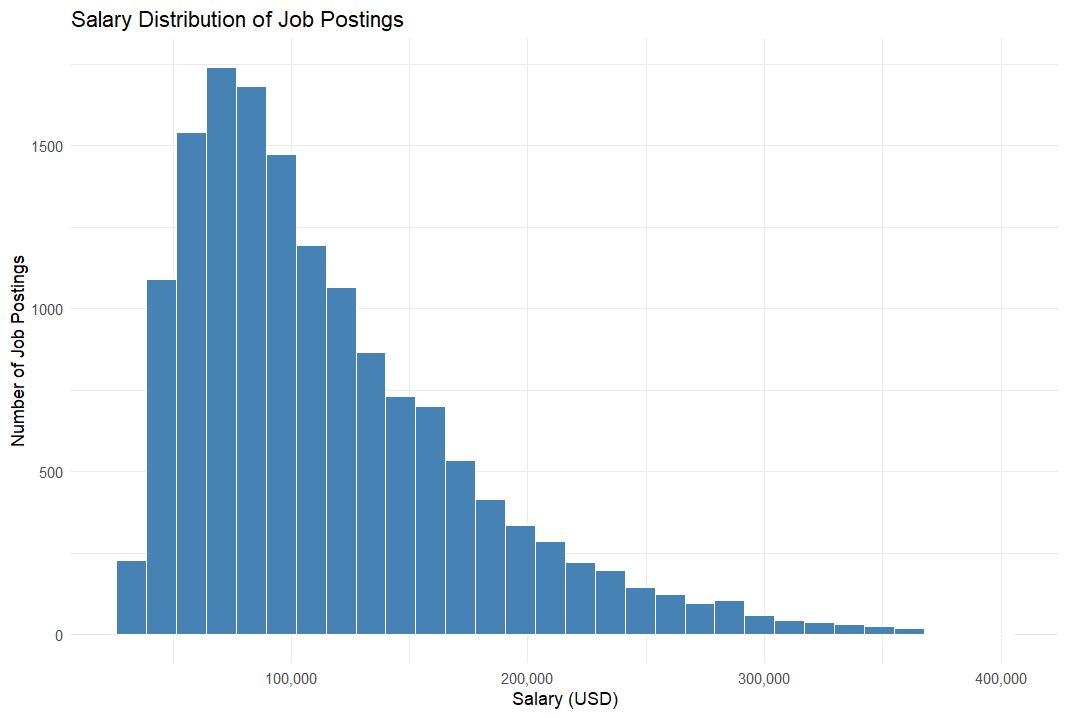 Salary Distribution of Job Postings
Number of Job Postings
1500
1000
500
0
100,000
200,000
300,000
400,000
Salary (USD)